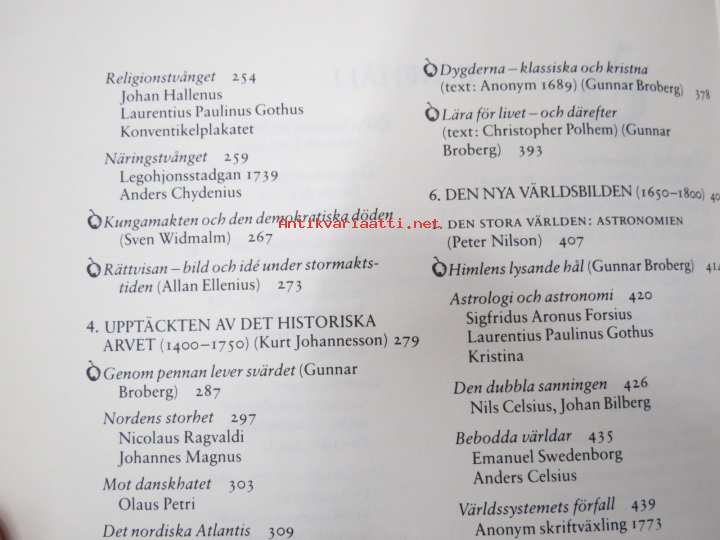 Religionstvånget 254
Johan Hallenus
Laurentius Paulinus Gothus
Konventikelplakatet
Näringstvånget 259
Legohjonsstadgan 1739
Anders Chydenius
Kungamakten och den demokratiska döden
(Sven Widmalm) 267
Rättvisan – bild och idé under stormakts-
tiden (Allan Ellenius) 273
4. UPPTÄCKTEN AV DET HISTORISKA
ARVET (1400–1750) (Kurt Johannesson) 279
Genom pennan lever svärdet (Gunnar
Broberg) 287
Nordens storhet 297
Nicolaus Ragvaldi
Johannes Magnus
Mot danskhatet 303
Olaus Petri
Det nordiska Atlantis 309
Dygderna – klassiska och kristna
(text: Anonym 1689) (Gunnar Broberg) 378
Lära för livet – och därefter
(text: Christopher Polhem) (Gunnar
Broberg) 393
6. DEN NYA VÄRLDSBILDEN (1650–1800)
DEN STORA VÄRLDEN: ASTRONOMIEN
(Peter Nilson) 407
Himlens lysande hål (Gunnar Broberg)
Astrologi och astronomi 420
Sigfridus Aronus Forsius
Laurentius Paulinus Gothus
Kristina
Den dubbla sanningen 426
Nils Celsius, Johan Bilberg
Bebodda världar 435
Emanuel Swedenborg
Anders Celsius
Världssystemets förfall 439
Anonym skriftväxling 1773
Antikvariaatti.net